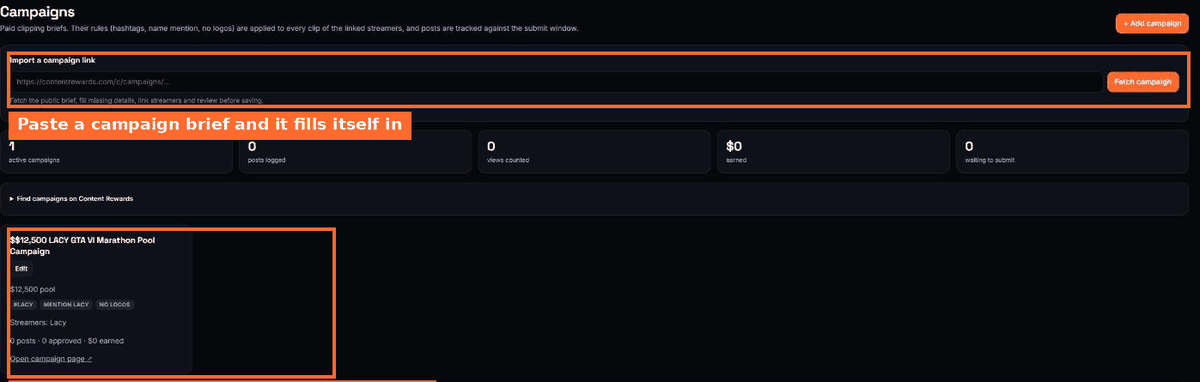 Campaigns
Paid clipping briefs. Their rules (hashtags, name mention, no logos) are applied to every clip of the linked streamers, and posts are tracked against the submit window.
+ Add campaign
Import a campaign link
https://contentrewards.com/c/campaigns/...
Fetch campaign
Fetch the public brief, fill missing details, link streamers and review before saving.
Paste a campaign brief and it fills itself in
1
active campaigns
0
posts logged
0
views counted
$0
earned
0
waiting to submit
▸ Find campaigns on Content Rewards
$$12,500 LACY GTA VI Marathon Pool
Campaign
Edit
$12,500 pool
#LACY MENTION LACY NO LOGOS
Streamers: Lacy
0 posts · 0 approved · $0 earned
Open campaign page ↗